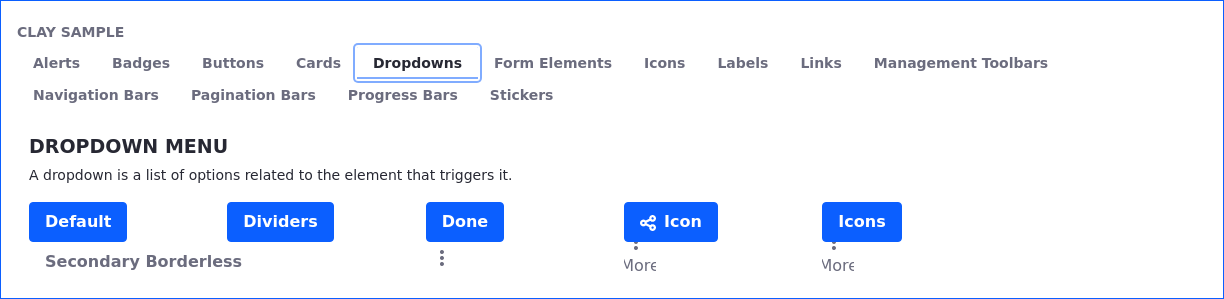 CLAY SAMPLE
Alerts Badges Buttons Cards Dropdowns Form Elements Icons Labels Links Management Toolbars
Navigation Bars Pagination Bars Progress Bars Stickers
DROPDOWN MENU
A dropdown is a list of options related to the element that triggers it.
Default Dividers Done Icon Icons
Secondary Borderless More More